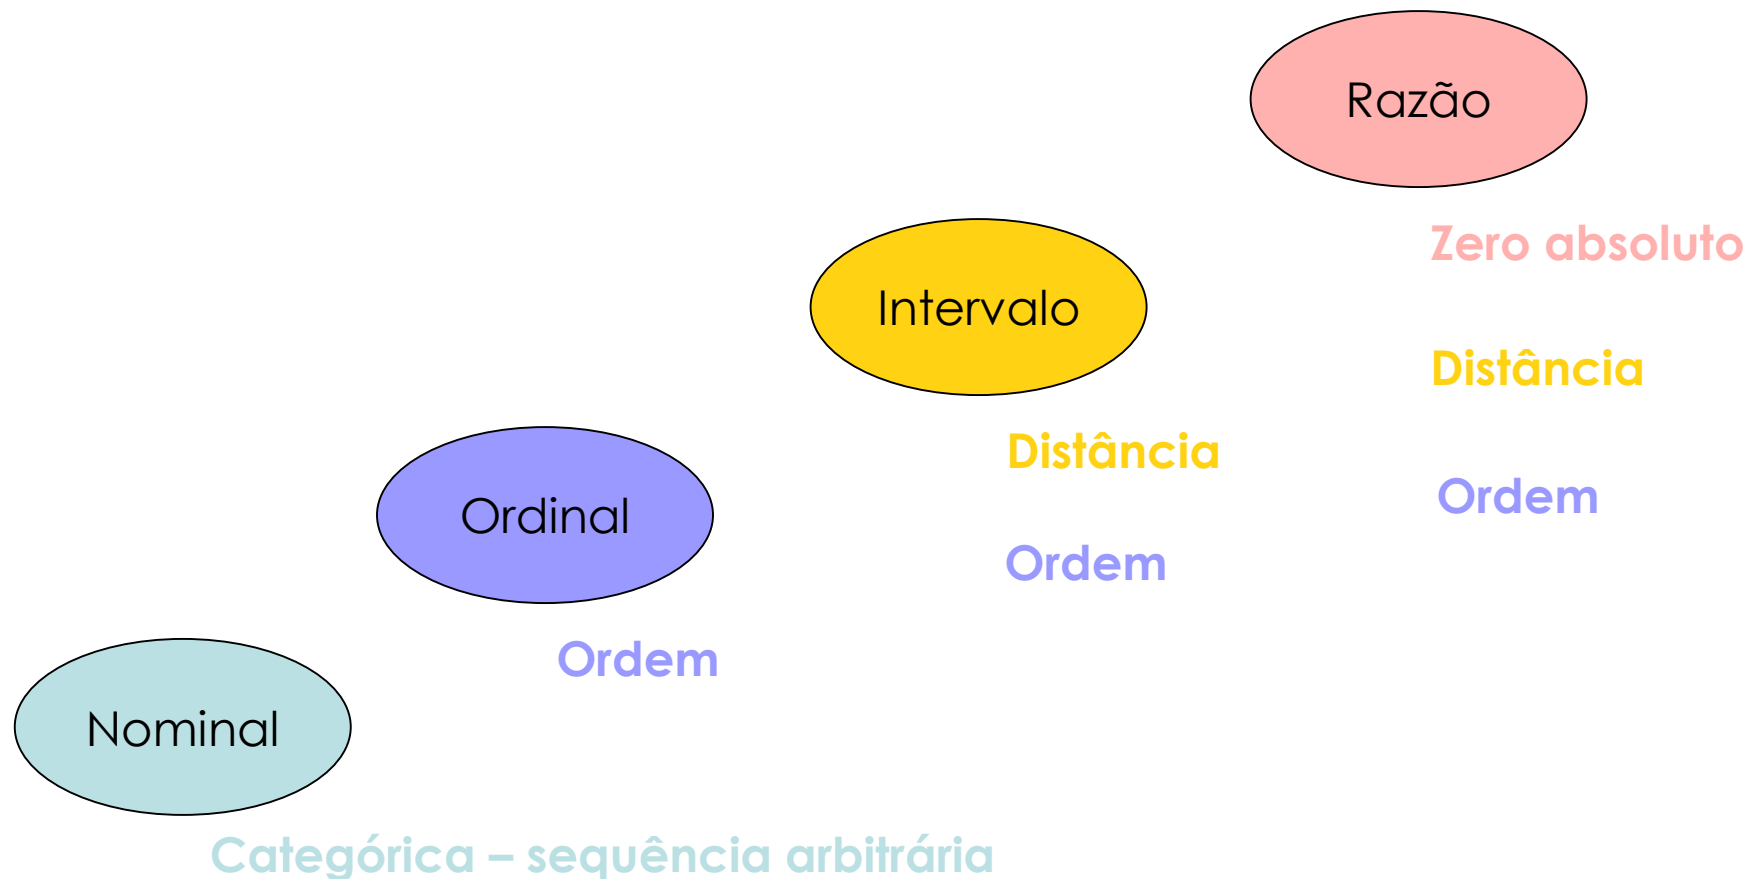 Razão
Zero absoluto
Distância
Ordem
Intervalo
Distância
Ordem
Ordinal
Ordem
Nominal
Categórica – sequência arbitrária